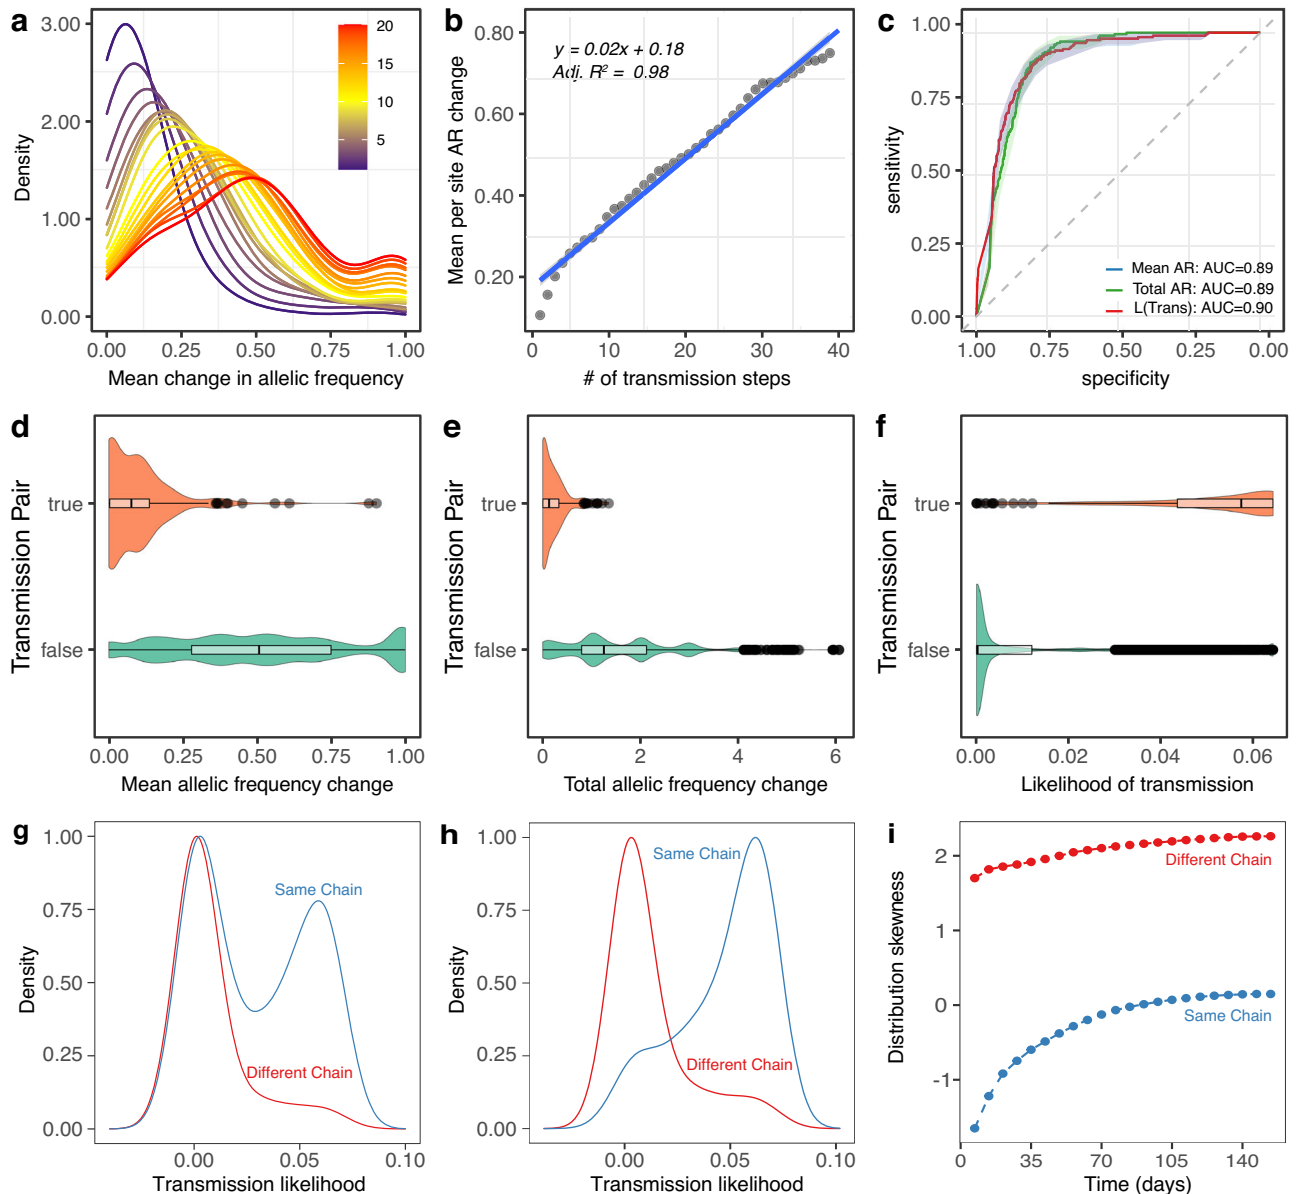 a
3.00
2.00
1.00
0.00
Density
20
15
10
5
0.00
0.25
0.50
0.75
1.00
Mean change in allelic frequency
b
0.80
0.60
0.40
0.20
Mean per site AR change
y = 0.02x + 0.18
Adj. R² = 0.98
0
10
20
30
40
# of transmission steps
c
1.00
0.75
0.50
0.25
0.00
sensitivity
Mean AR: AUC=0.89
Total AR: AUC=0.89
L(Trans): AUC=0.90
1.00
0.75
0.50
0.25
0.00
specificity
d
Transmission Pair
true
false
0.00
0.25
0.50
0.75
1.00
Mean allelic frequency change
e
Transmission Pair
true
false
0
2
4
6
Total allelic frequency change
f
Transmission Pair
true
false
0.00
0.02
0.04
0.06
Likelihood of transmission
g
1.00
0.75
0.50
0.25
0.00
Density
Same Chain
Different Chain
0.00
0.05
0.10
Transmission likelihood
h
1.00
0.75
0.50
0.25
0.00
Density
Same Chain
Different Chain
0.00
0.05
0.10
Transmission likelihood
i
2
1
0
-1
Distribution skewness
Different Chain
Same Chain
0
35
70
105
140
Time (days)